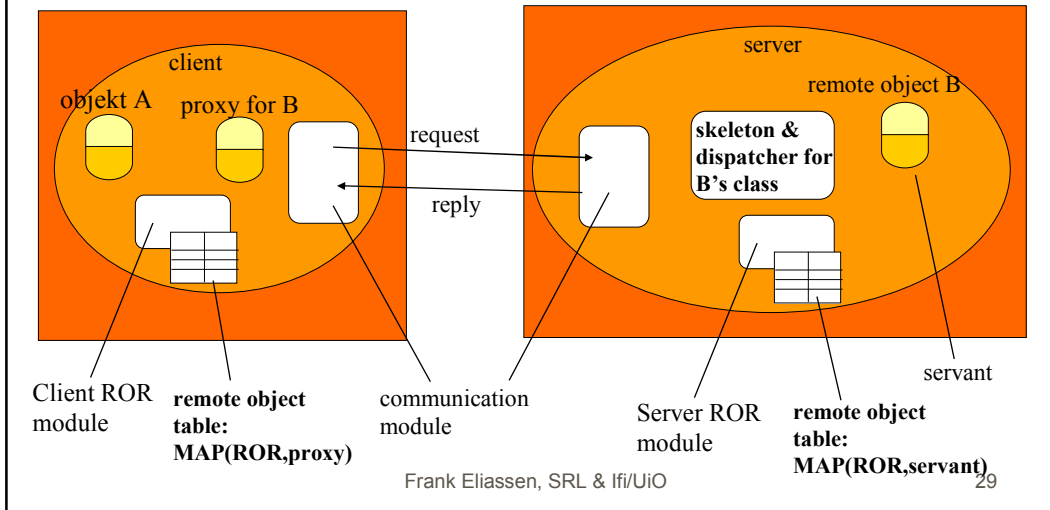 client
objekt A
proxy for B
request
reply
server
remote object B
skeleton &
dispatcher for
B's class
Client ROR
module
remote object
table:
MAP(ROR,proxy)
communication
module
Server ROR
module
remote object
table:
MAP(ROR,servant)
servant
Frank Eliassen, SRL & Ifi/UiO
29